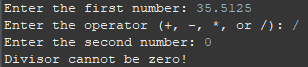 Enter the first number: 35.5125
Enter the operator (+, -, *, or /): /
Enter the second number: 0
Divisor cannot be zero!